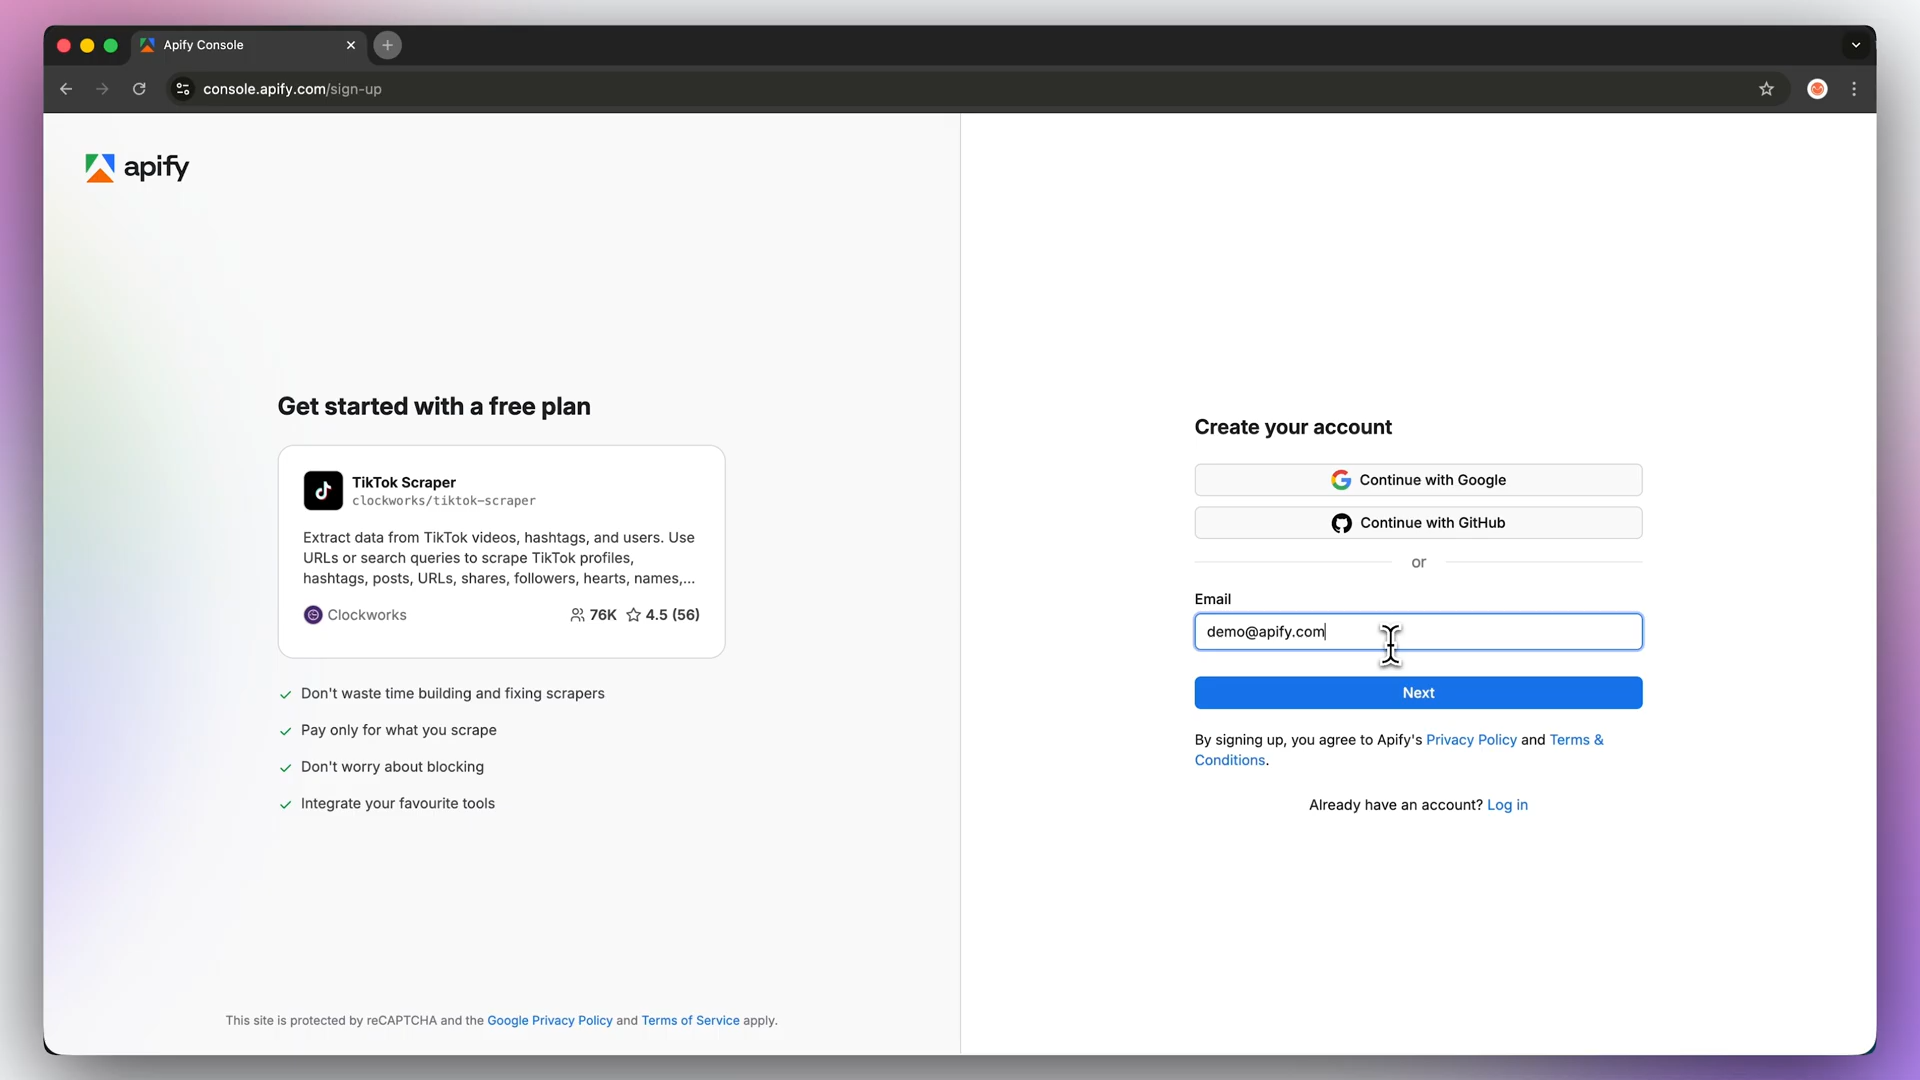 Apify Console
console.apify.com/sign-up
apify
Get started with a free plan
TikTok Scraper
clockworks/tiktok-scraper
Extract data from TikTok videos, hashtags, and users. Use
URLs or search queries to scrape TikTok profiles,
hashtags, posts, URLs, shares, followers, hearts, names,...
Clockworks 76K 4.5 (56)
Don't waste time building and fixing scrapers
Pay only for what you scrape
Don't worry about blocking
Integrate your favourite tools
This site is protected by reCAPTCHA and the Google Privacy Policy and Terms of Service apply.
Create your account
Continue with Google
Continue with GitHub
or
Email
demo@apify.com
Next
By signing up, you agree to Apify's Privacy Policy and Terms &
Conditions.
Already have an account? Log in